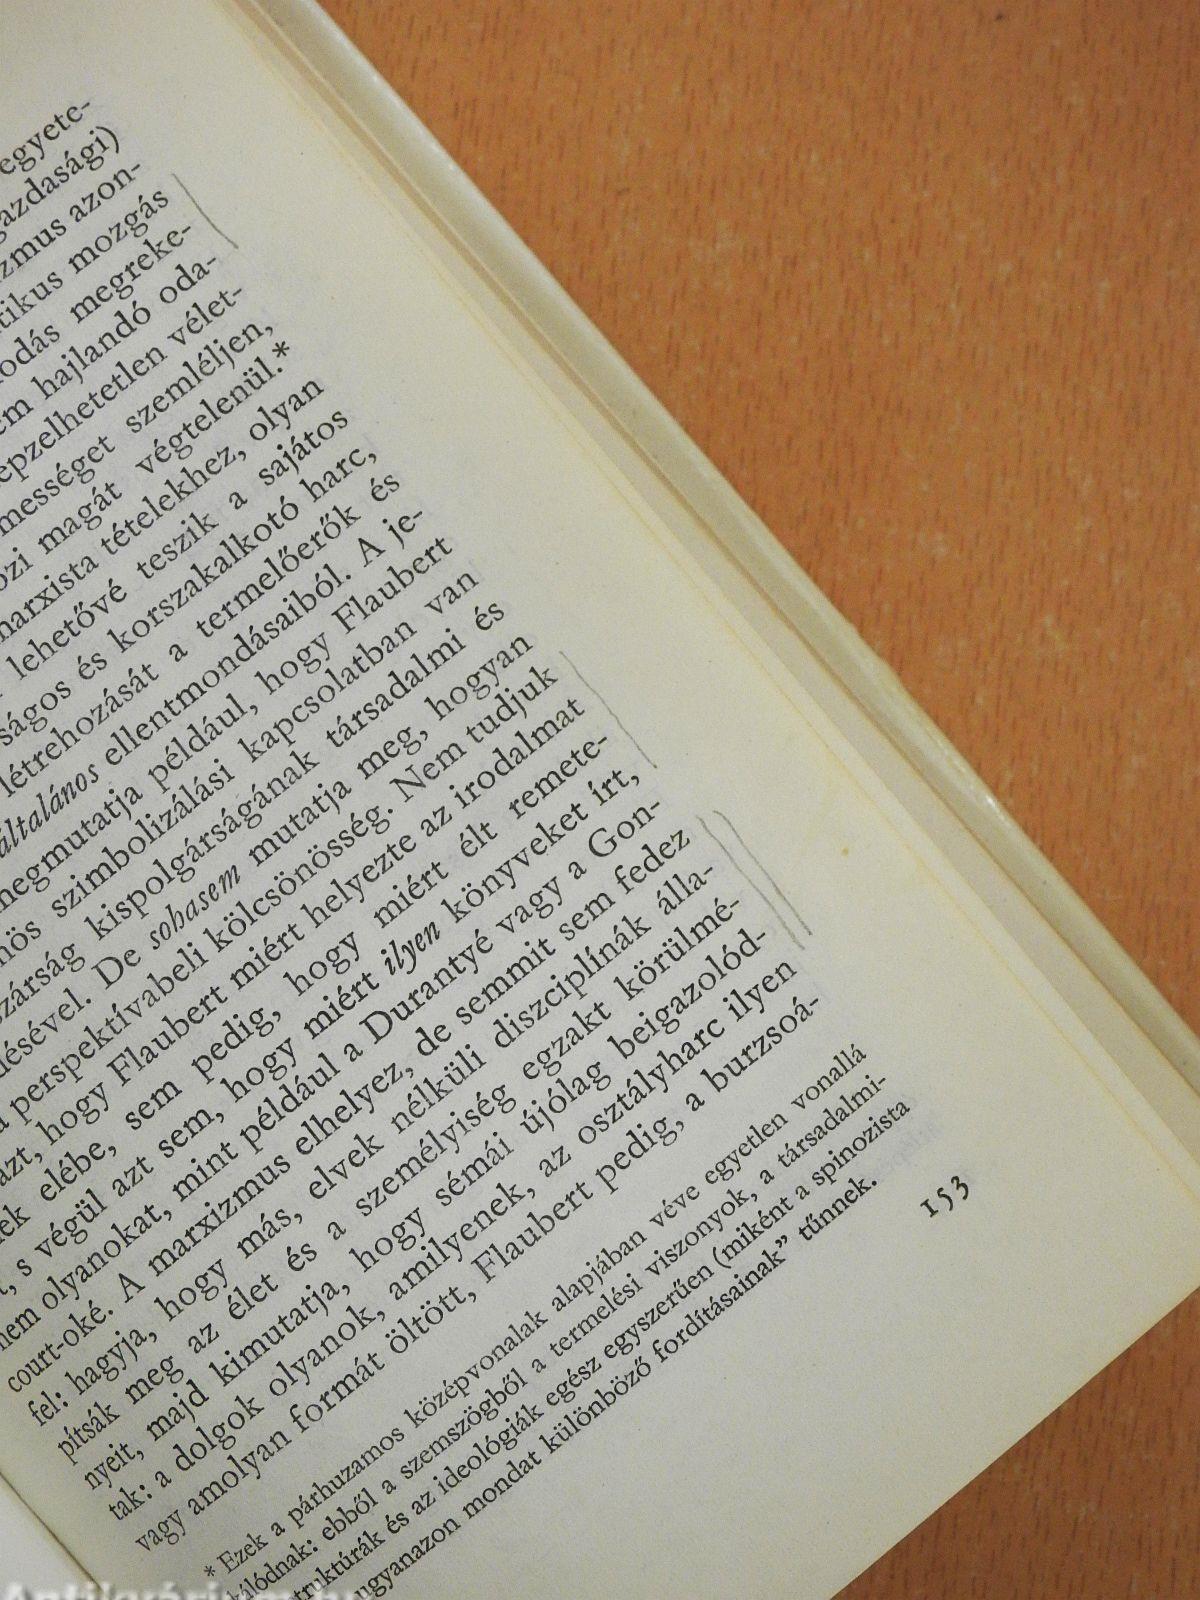 egyete-
azdasági)
zmus azon-
tikus mozgás
odás megreke-
em hajlandó oda-
epzelhetetlen vélet-
mességet szemléljen,
ozi magát végtelenül.*
marxista tételekhez, olyan
lehetővé teszik a sajátos
ságos és korszakalkotó harc,
létrehozását a termelőerők és
általános ellentmondásaiból. A je-
megmutatja például, hogy Flaubert
nös szimbolizálási kapcsolatban van
szárság kispolgárságának társadalmi és
désével. De sohasem mutatja meg, hogyan
a perspektívabeli kölcsönösség. Nem tudjuk
azt, hogy Flaubert miért helyezte az irodalmat
ek elébe, sem pedig, hogy miért élt remete-
t, s végül azt sem, hogy miért ilyen könyveket írt,
nem olyanokat, mint például a Durantyé vagy a Gon-
court-oké. A marxizmus elhelyez, de semmit sem fedez
fel: hagyja, hogy más, elvek nélküli diszciplínák álla-
pítsák meg az élet és a személyiség egzakt körülmé-
nyeit, majd kimutatja, hogy sémái újólag beigazolód-
tak: a dolgok olyanok, amilyenek, az osztályharc ilyen
vagy amolyan formát öltött, Flaubert pedig, a burzsoá-
* Ezek a párhuzamos középvonalak alapjában véve egyetlen vonallá
kálódnak: ebből a szemszögből a termelési viszonyok, a társadalmi-
struktúrák és az ideológiák egész egyszerűen (miként a spinozista
ugyanazon mondat különböző fordításainak” tűnnek.
153